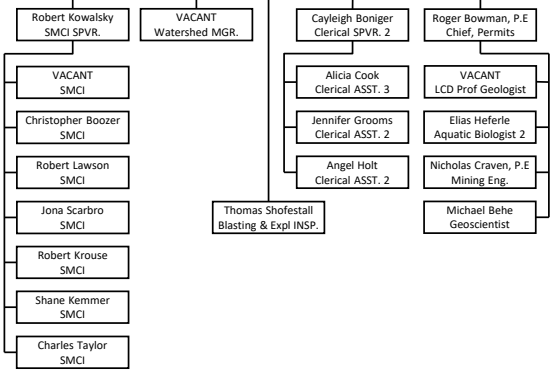 Robert Kowalsky
SMCI SPVR.
VACANT
Watershed MGR.
Cayleigh Boniger
Clerical SPVR. 2
Roger Bowman, P.E
Chief, Permits
VACANT
SMCI
Christopher Boozer
SMCI
Robert Lawson
SMCI
Jona Scarbro
SMCI
Robert Krouse
SMCI
Shane Kemmer
SMCI
Charles Taylor
SMCI
Thomas Shofestall
Blasting & Expl INSP.
Alicia Cook
Clerical ASST. 3
Jennifer Grooms
Clerical ASST. 2
Angel Holt
Clerical ASST. 2
VACANT
LCD Prof Geologist
Elias Heferle
Aquatic Biologist 2
Nicholas Craven, P.E
Mining Eng.
Michael Behe
Geoscientist